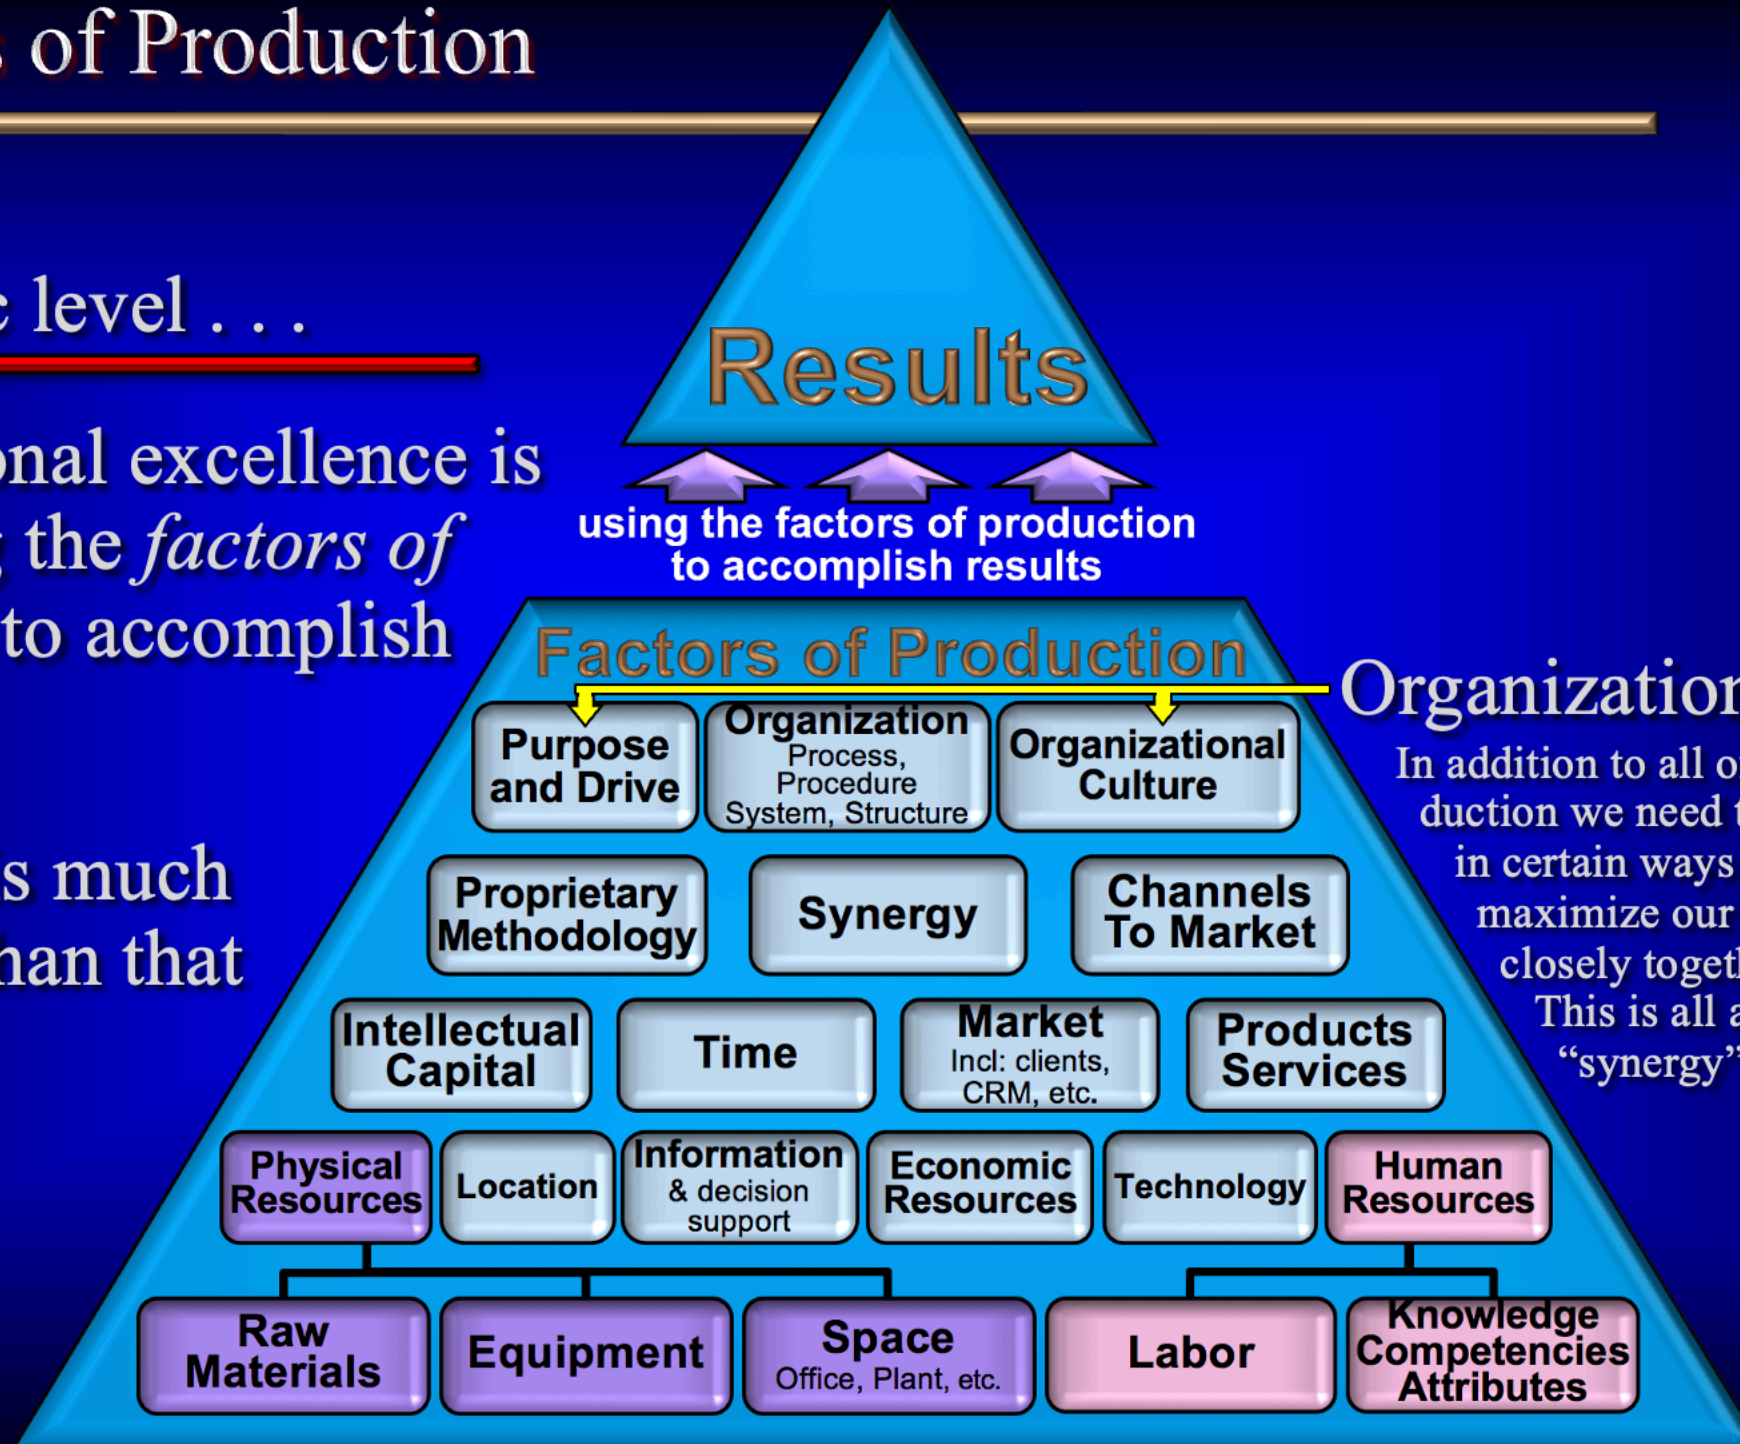 of Production
level . . .
excellence is
the factors of
to accomplish
much
that
Results
using the factors of production
to accomplish results
Factors of Production
Purpose
and Drive
Organization
Process,
Procedure
System, Structure
Organizational
Culture
Proprietary
Methodology
Synergy
Channels
To Market
Intellectual
Capital
Time
Market
Incl: clients,
CRM, etc.
Products
Services
Physical
Resources
Location
Information
& decision
support
Economic
Resources
Technology
Human
Resources
Raw
Materials
Equipment
Space
Office, Plant, etc.
Labor
Knowledge
Competencies
Attributes
Organization
In addition to all
duction we need
in certain ways
maximize our
closely
This is all
“synergy”